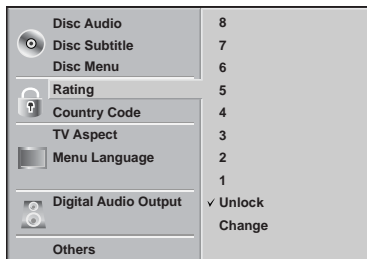 Disc Audio
Disc Subtitle
Disc Menu
Rating
Country Code
TV Aspect
Menu Language
Digital Audio Output
Others
8
7
6
5
4
3
2
1
✓ Unlock
Change